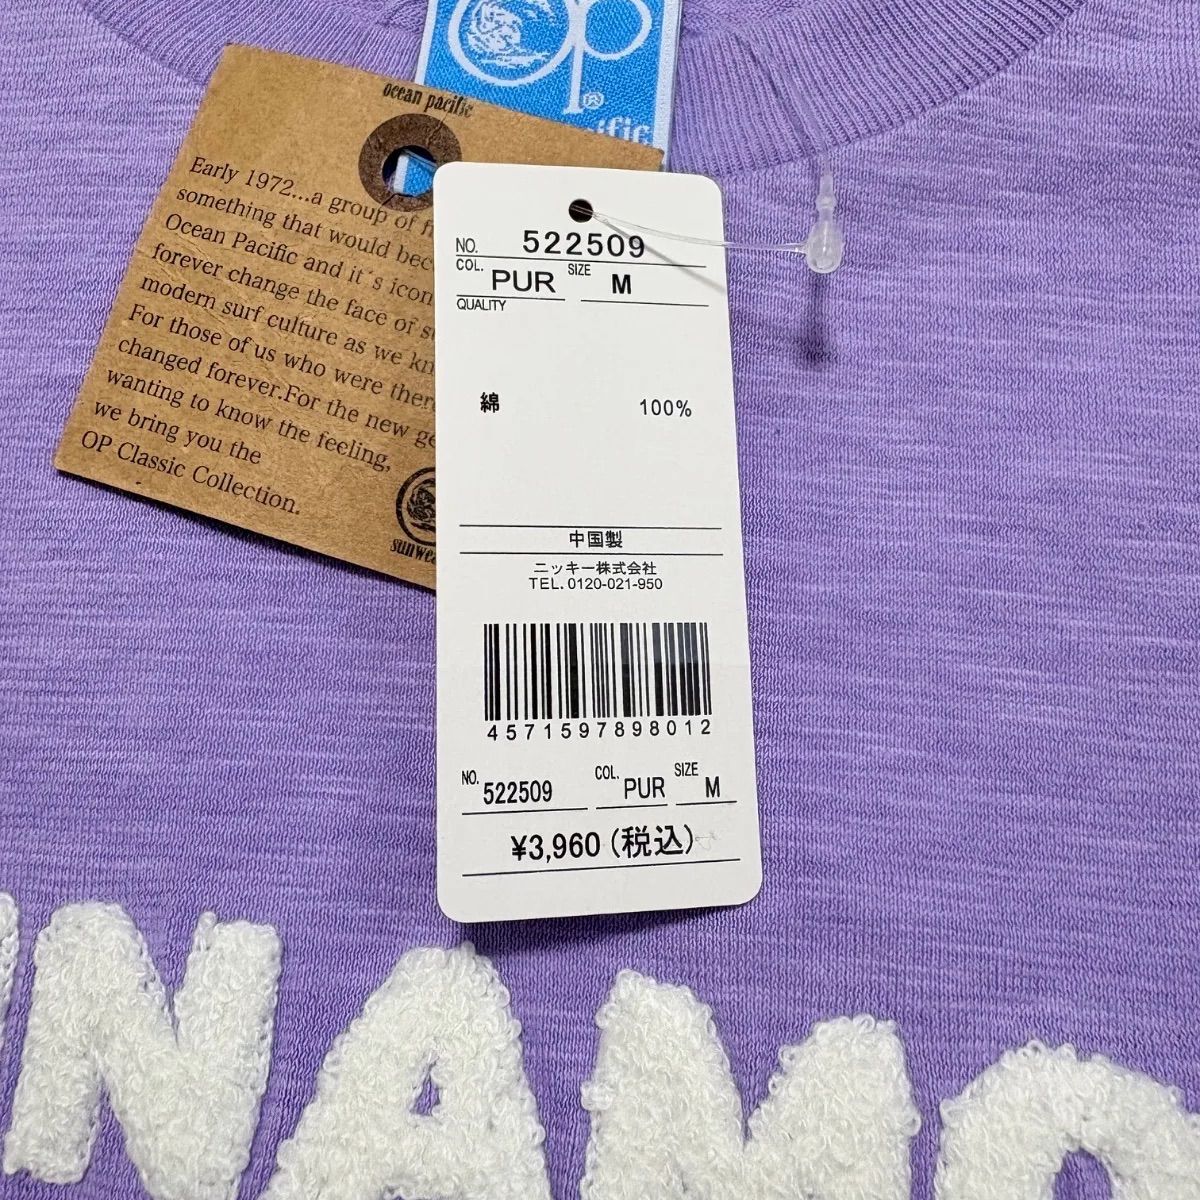 Op
®
ocean pacific
Early 1972...a group of
something that would
Ocean Pacific and it´s
forever change the face of
modern surf culture as we
For those of us who were
changed forever.For the new
wanting to know the feeling,
we bring you the
OP Classic Collection.
NO. 522509
COL. PUR SIZE M
QUALITY
綿 100%
中国製
ニッキー株式会社
TEL. 0120-021-950
4571597898012
NO. 522509 COL. PUR SIZE M
¥3,960 (税込)
NAMO